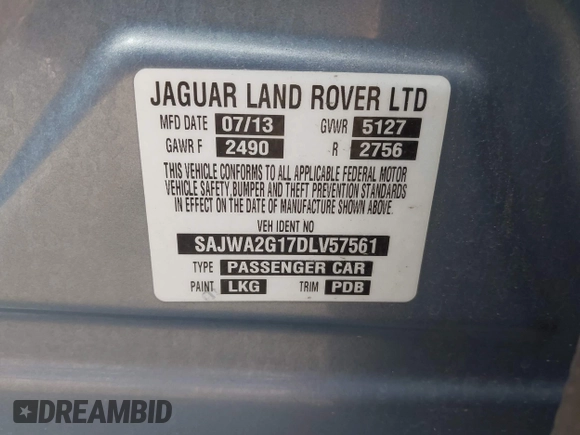 JAGUAR LAND ROVER LTD
MFD DATE 07/13 GVWR 5127
GAWR F 2490 R 2756
THIS VEHICLE CONFORMS TO ALL APPLICABLE FEDERAL MOTOR
VEHICLE SAFETY,BUMPER AND THEFT PREVENTION STANDARDS
IN EFFECT ON THE DATE OF MANUFACTURE SHOWN ABOVE.
VEH IDENT NO
SAJWA2G17DLV57561
TYPE PASSENGER CAR
PAINT LKG TRIM PDB
DREAMBID